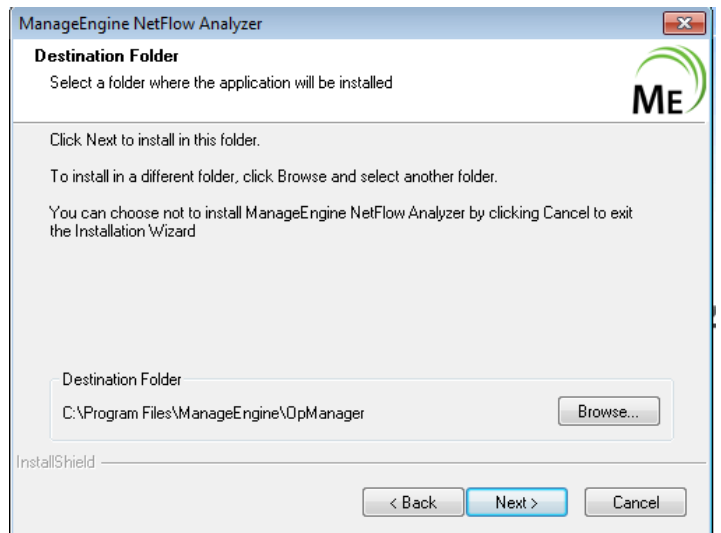 ManageEngine NetFlow Analyzer
Destination Folder
Select a folder where the application will be installed
ME
Click Next to install in this folder.
To install in a different folder, click Browse and select another folder.
You can choose not to install ManageEngine NetFlow Analyzer by clicking Cancel to exit
the Installation Wizard
Destination Folder
C:\Program Files\ManageEngine\OpManager
Browse...
InstallShield
< Back
Next >
Cancel